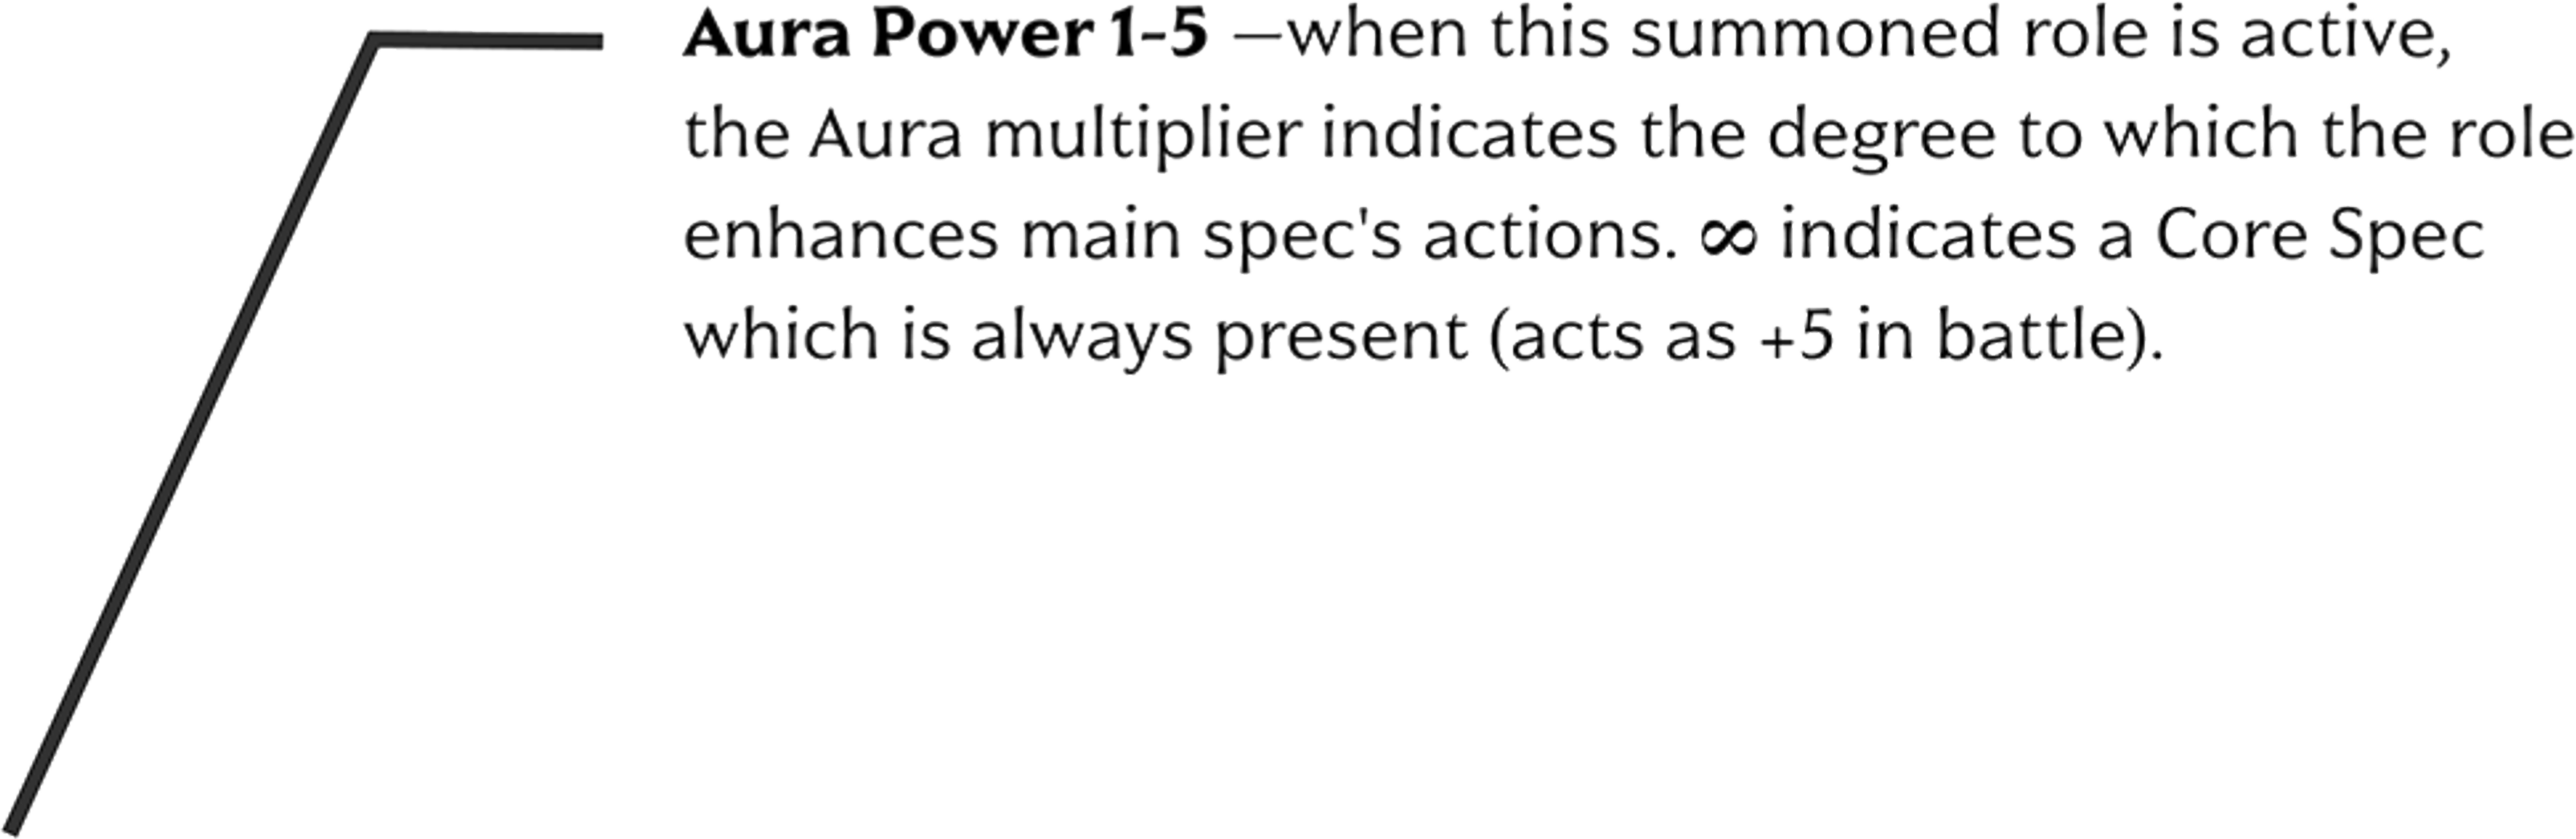 Aura Power 1-5 —when this summoned role is active,
the Aura multiplier indicates the degree to which the role
enhances main spec's actions. ∞ indicates a Core Spec
which is always present (acts as +5 in battle).